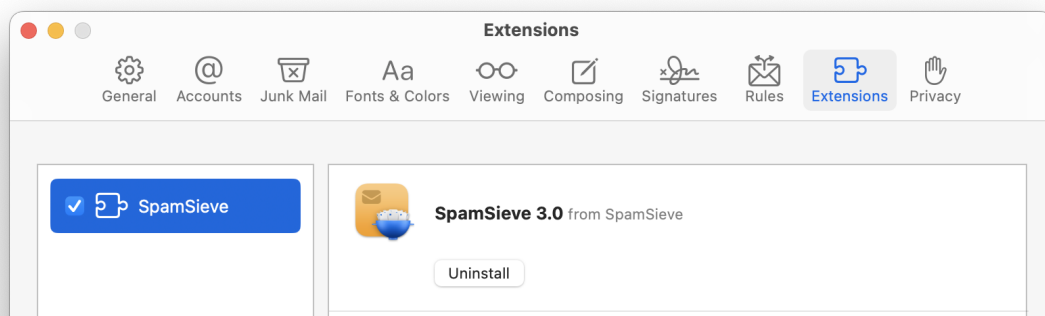 Extensions
General Accounts Junk Mail Fonts & Colors Viewing Composing Signatures Rules Extensions Privacy
SpamSieve
SpamSieve 3.0 from SpamSieve
Uninstall